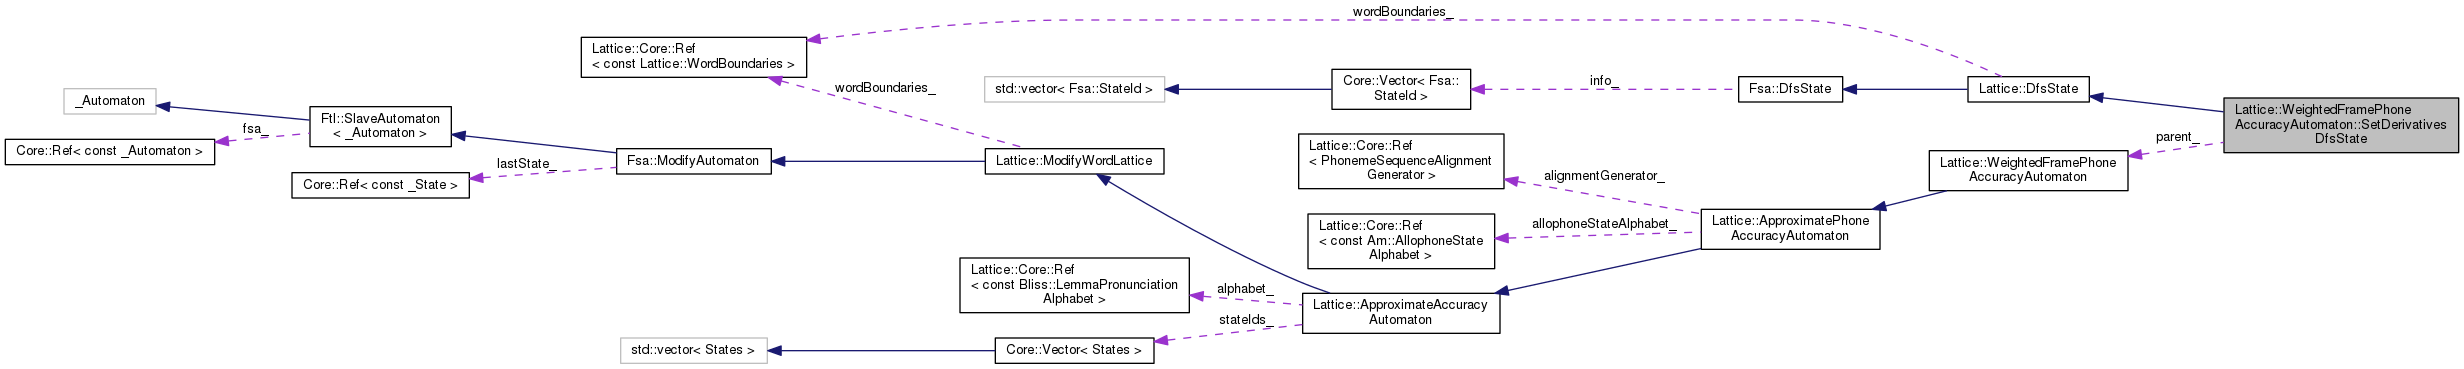 wordBoundaries_
Lattice::Core::Ref
< const Lattice::WordBoundaries >
wordBoundaries_
_Automaton
std::vector< Fsa::StateId >
Core::Vector< Fsa::
StateId >
info_
Fsa::DfsState
Lattice::DfsState
Lattice::WeightedFramePhone
AccuracyAutomaton::SetDerivatives
DfsState
Ftl::SlaveAutomaton
< _Automaton >
fsa_
Core::Ref< const _Automaton >
parent_
Lattice::Core::Ref
< PhonemeSequenceAlignment
Generator >
Fsa::ModifyAutomaton
lastState_
Core::Ref< const _State >
Lattice::ModifyWordLattice
Lattice::WeightedFramePhone
AccuracyAutomaton
alignmentGenerator_
Lattice::Core::Ref
< const Am::AllophoneState
Alphabet >
allophoneStateAlphabet_
Lattice::ApproximatePhone
AccuracyAutomaton
Lattice::Core::Ref
< const Bliss::LemmaPronunciation
Alphabet >
alphabet_
Lattice::ApproximateAccuracy
Automaton
stateIds_
std::vector< States >
Core::Vector< States >